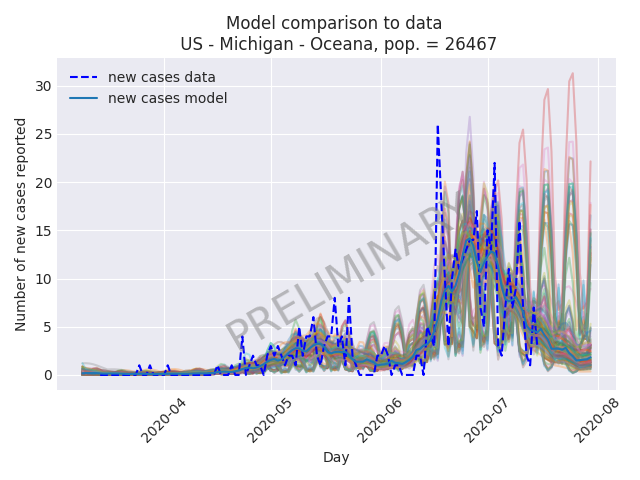 Model comparison to data
US - Michigan - Oceana, pop. = 26467
new cases data
new cases model
PRELIMINARY
Number of new cases reported
30
25
20
15
10
5
0
2020-04
2020-05
2020-06
2020-07
2020-08
Day